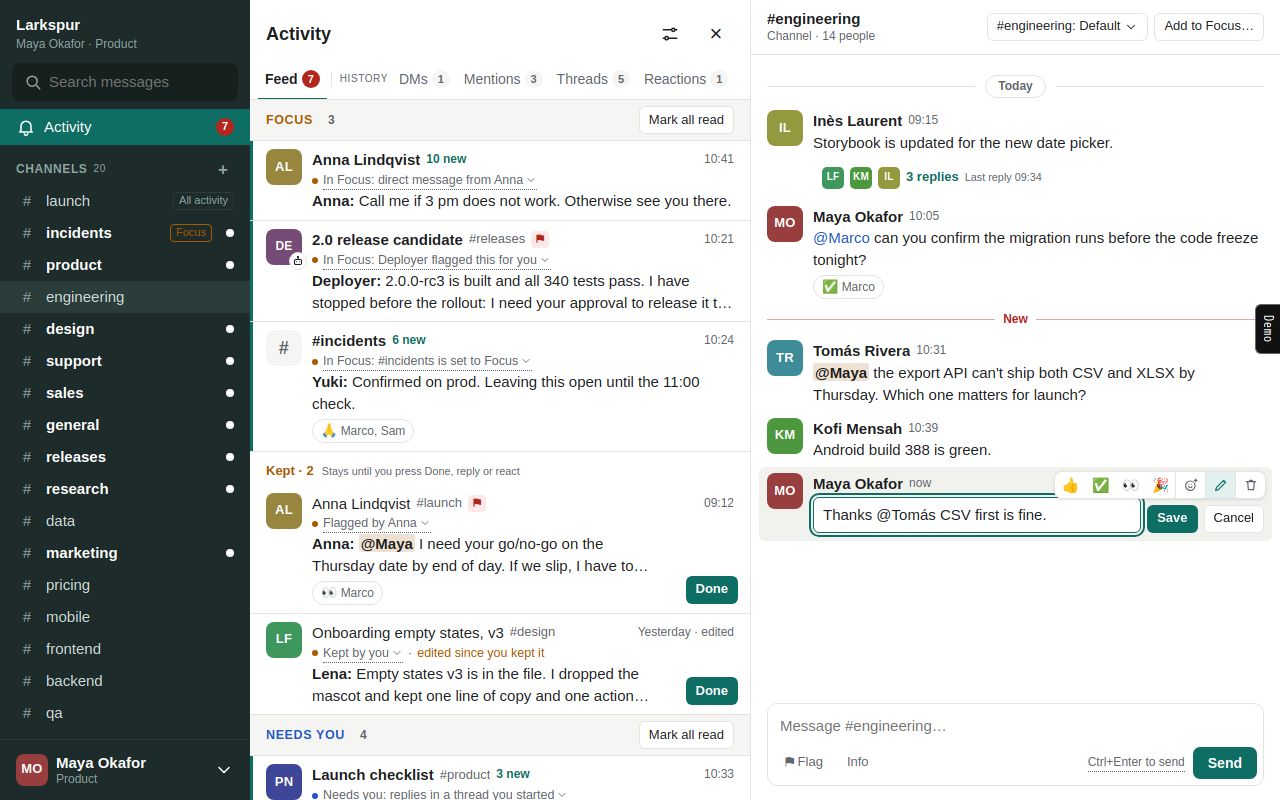 Larkspur
Maya Okafor · Product
Search messages
Activity
7
CHANNELS 20
+
# launch All activity
# incidents Focus
# product
# engineering
# design
# support
# sales
# general
# releases
# research
# data
# marketing
# pricing
# mobile
# frontend
# backend
# qa
MO
Maya Okafor
Product
Activity
Feed 7 HISTORY DMs 1 Mentions 3 Threads 5 Reactions 1
FOCUS 3
Mark all read
AL
Anna Lindqvist 10 new 10:41
In Focus: direct message from Anna
Anna: Call me if 3 pm does not work. Otherwise see you there.
DE
2.0 release candidate #releases 10:21
In Focus: Deployer flagged this for you
Deployer: 2.0.0-rc3 is built and all 340 tests pass. I have
stopped before the rollout: I need your approval to release it t…
#
#incidents 6 new 10:24
In Focus: #incidents is set to Focus
Yuki: Confirmed on prod. Leaving this open until the 11:00
check.
🙏 Marco, Sam
Kept · 2 Stays until you press Done, reply or react
AL
Anna Lindqvist #launch 09:12
Flagged by Anna
Anna: @Maya I need your go/no-go on the
Thursday date by end of day. If we slip, I have to…
👀 Marco
Done
LF
Onboarding empty states, v3 #design Yesterday · edited
Kept by you · edited since you kept it
Lena: Empty states v3 is in the file. I dropped the
mascot and kept one line of copy and one action…
Done
NEEDS YOU 4
Mark all read
PN
Launch checklist #product 3 new 10:33
Needs you: replies in a thread you started
#engineering
Channel · 14 people
#engineering: Default
Add to Focus…
Today
IL
Inès Laurent 09:15
Storybook is updated for the new date picker.
LF KM IL 3 replies Last reply 09:34
MO
Maya Okafor 10:05
@Marco can you confirm the migration runs before the code freeze
tonight?
✅ Marco
New
Demo
TR
Tomás Rivera 10:31
@Maya the export API can't ship both CSV and XLSX by
Thursday. Which one matters for launch?
KM
Kofi Mensah 10:39
Android build 388 is green.
MO
Maya Okafor now
Thanks @Tomás CSV first is fine.
Save
Cancel
Message #engineering…
Flag
Info
Ctrl+Enter to send
Send